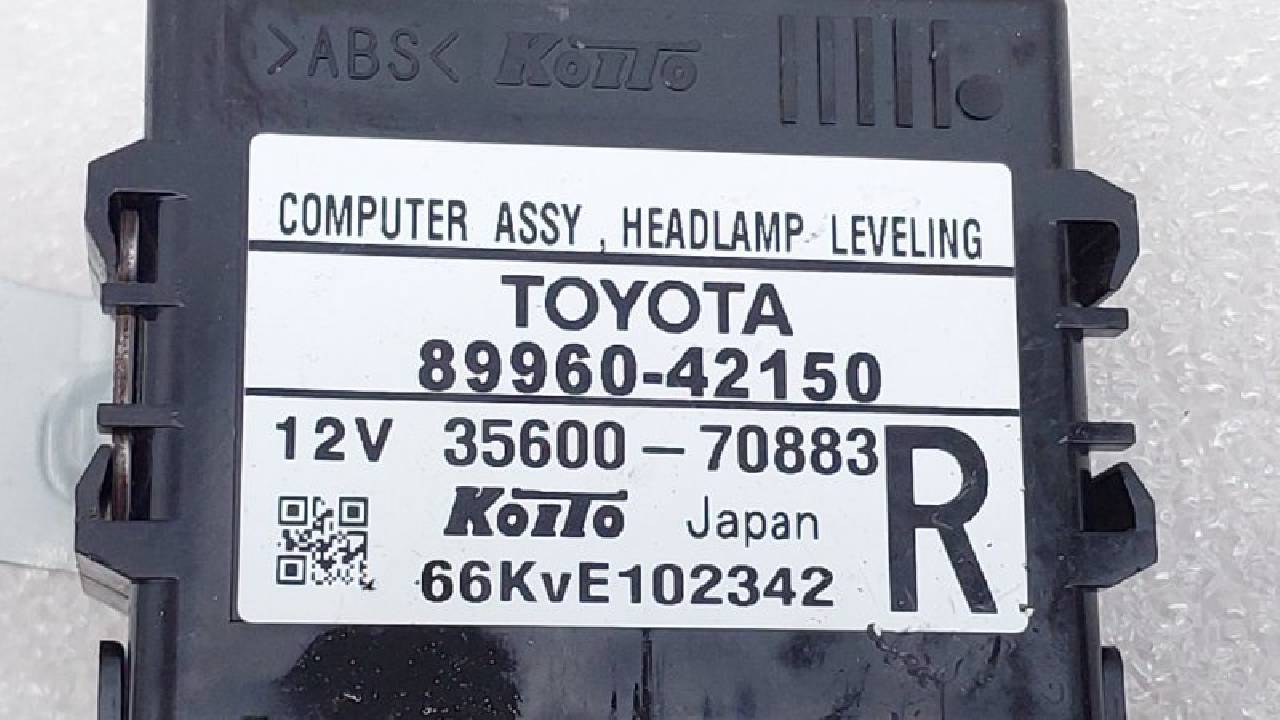 >ABS< KOITO
COMPUTER ASSY , HEADLAMP LEVELING
TOYOTA
89960-42150
12V 35600-70883 R
KOITO Japan
66KvE102342